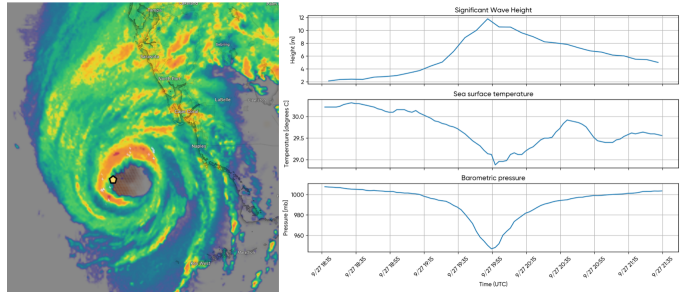 LaBelle
Naples
Significant Wave Height
Height [m]
12
10
8
6
4
2
Sea surface temperature
Temperature [degrees C]
30.0
29.5
29.0
Barometric pressure
Pressure [mb]
1000
980
960
9/27 18:15
9/27 18:35
9/27 18:55
9/27 19:15
9/27 19:35
9/27 19:55
9/27 20:15
9/27 20:35
9/27 20:55
9/27 21:15
9/27 21:35
Time (UTC)